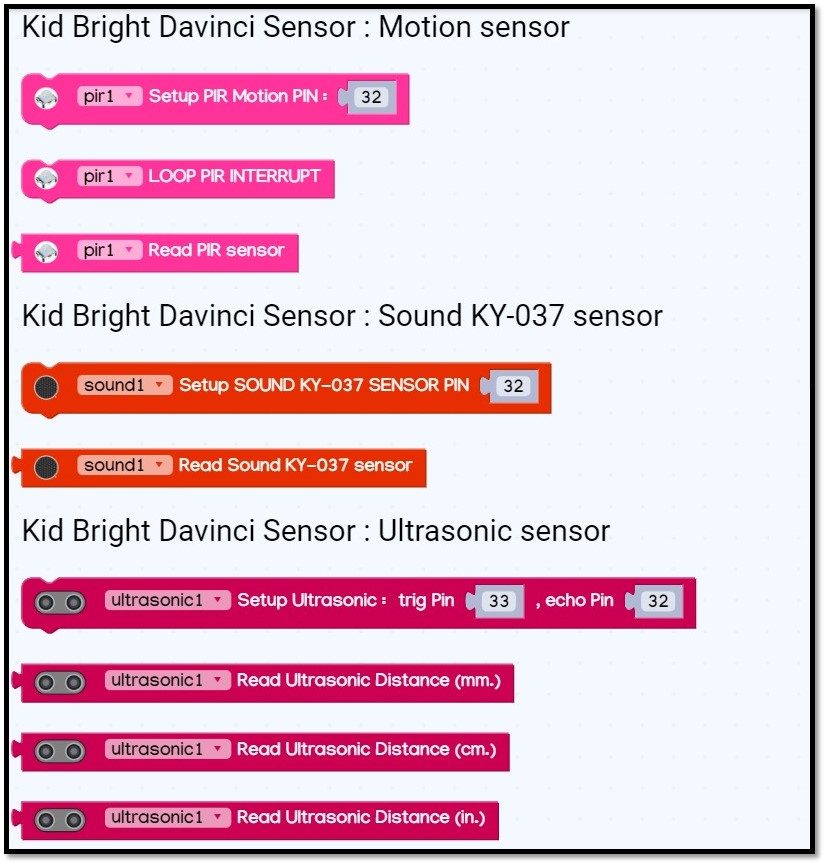 Kid Bright Davinci Sensor : Motion sensor
pir1 Setup PIR Motion PIN : 32
pir1 LOOP PIR INTERRUPT
pir1 Read PIR sensor
Kid Bright Davinci Sensor : Sound KY-037 sensor
sound1 Setup SOUND KY-037 SENSOR PIN 32
sound1 Read Sound KY-037 sensor
Kid Bright Davinci Sensor : Ultrasonic sensor
ultrasonic1 Setup Ultrasonic : trig Pin 33 , echo Pin 32
ultrasonic1 Read Ultrasonic Distance (mm.)
ultrasonic1 Read Ultrasonic Distance (cm.)
ultrasonic1 Read Ultrasonic Distance (in.)